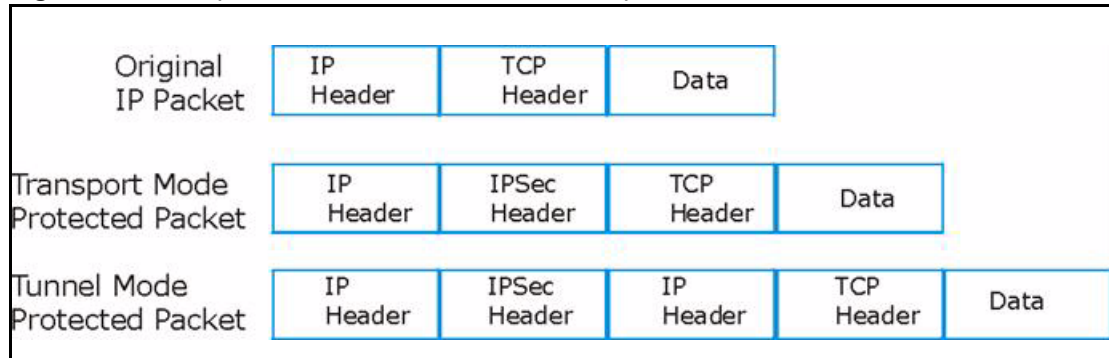 Original
IP Packet
IP
Header
TCP
Header
Data
Transport Mode
Protected Packet
IP
Header
IPSec
Header
TCP
Header
Data
Tunnel Mode
Protected Packet
IP
Header
IPSec
Header
IP
Header
TCP
Header
Data